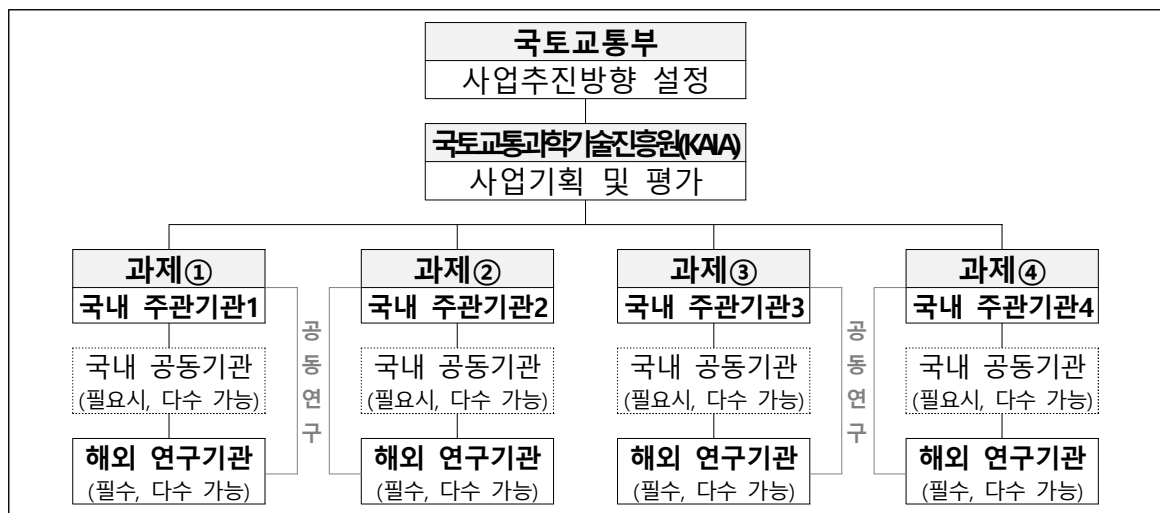 국토교통부
사업추진방향 설정
국토교통과학기술진흥원(KAIA)
사업기획 및 평가
과제①
국내 주관기관1
국내 공동기관
(필요시, 다수 가능)
해외 연구기관
(필수, 다수 가능)
공동연구
과제②
국내 주관기관2
국내 공동기관
(필요시, 다수 가능)
해외 연구기관
(필수, 다수 가능)
과제③
국내 주관기관3
국내 공동기관
(필요시, 다수 가능)
해외 연구기관
(필수, 다수 가능)
공동연구
과제④
국내 주관기관4
국내 공동기관
(필요시, 다수 가능)
해외 연구기관
(필수, 다수 가능)